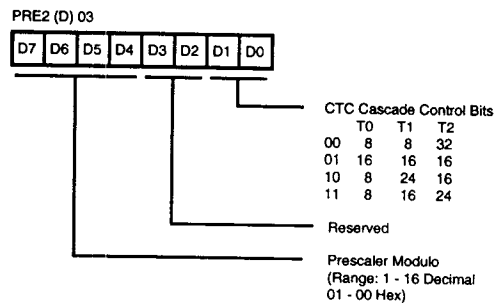 PRE2 (D) 03
D7 D6 D5 D4 D3 D2 D1 D0
CTC Cascade Control Bits
T0 T1 T2
00 8 8 32
01 16 16 16
10 8 24 16
11 8 16 24
Reserved
Prescaler Modulo
(Range: 1 - 16 Decimal
01 - 00 Hex)